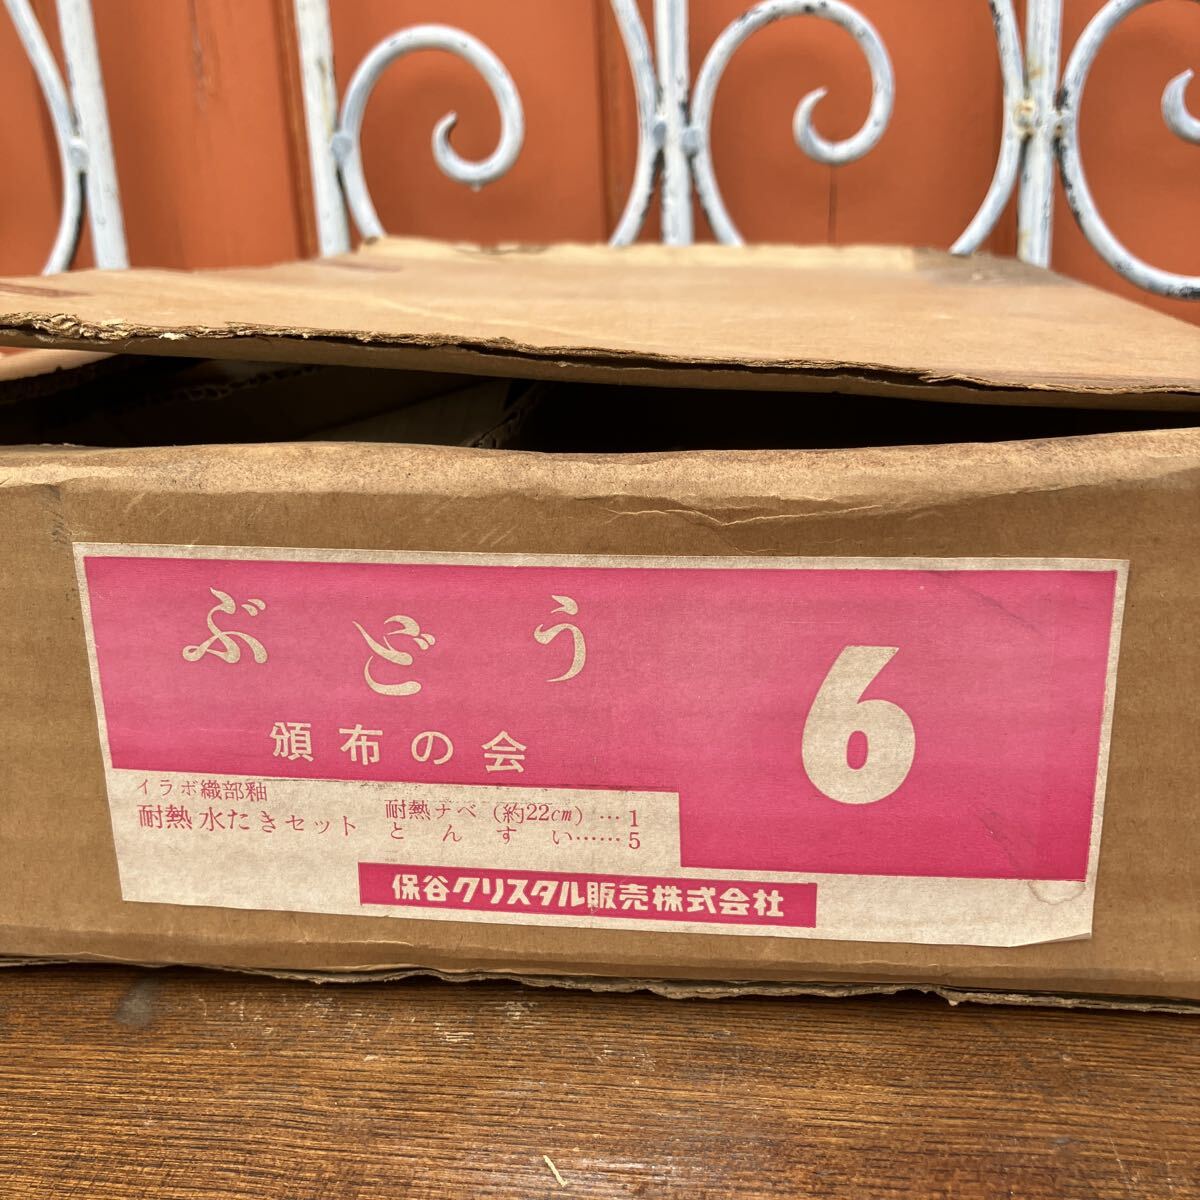 ぶどう
頒布の会
6
イラボ織部釉
耐熱水たきセット
耐熱ナベ(約22cm)…1
とんすい……5
保谷クリスタル販売株式会社